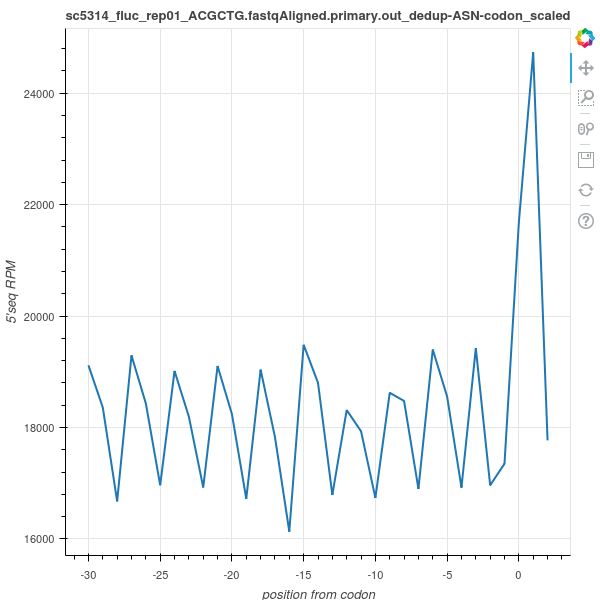 sc5314_fluc_rep01_ACGCTG.fastqAligned.primary.out_dedup-ASN-codon_scaled
24000
22000
20000
18000
16000
5'seq RPM
-30 -25 -20 -15 -10 -5 0
position from codon